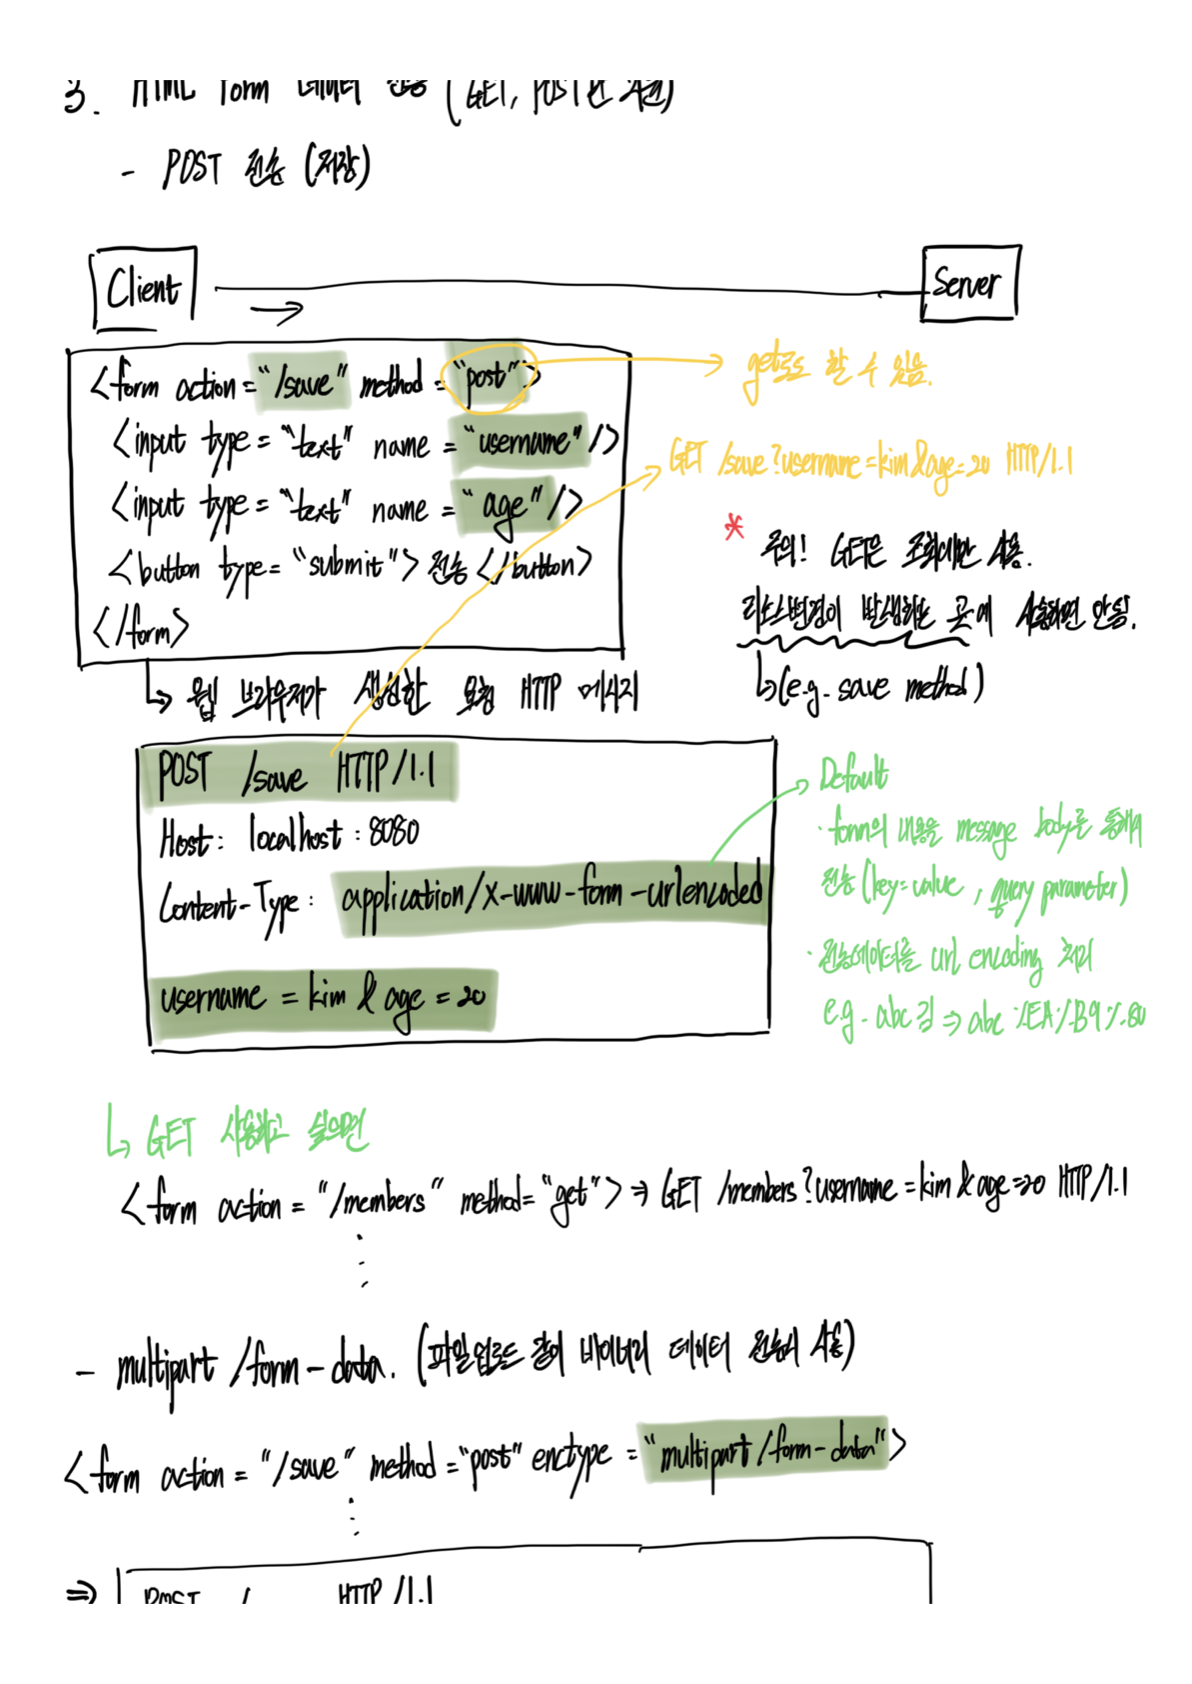 3. HTML form 데이터 전송 (GET, POST만 지원)
- POST 전송 (저장)
Client
Server
<form action = "/save" method = "post">
<input type = "text" name = "username" />
<input type = "text" name = "age" />
<button type = "submit"> 전송 </button>
</form>
get으로도 할 수 있음.
GET /save?username=kim&age=20 HTTP/1.1
* 주의! GET은 조회에만 사용.
리소스변경이 발생하는 곳에 사용하면 안됨.
↳(e.g. save method)
↳ 웹 브라우저가 생성한 요청 HTTP 메시지
POST /save HTTP/1.1
Host: localhost:8080
Content-Type: application/x-www-form-urlencoded
username = kim & age = 20
Default
· form의 내용을 message body로 통해서
전송 (key=value, query parameter)
· 전송데이터를 url encoding 처리
e.g. abc김 ⇒ abc%EA%B9%80
↳ GET 사용하고 싶으면
<form action = "/members" method="get"> ⇒ GET /members?username=kim&age=20 HTTP/1.1
- multipart/form-data. (파일 업로드 같이 바이너리 데이터 전송시 사용)
<form action = "/save" method = "post" enctype = "multipart/form-data">
⇒ POST / HTTP/1.1